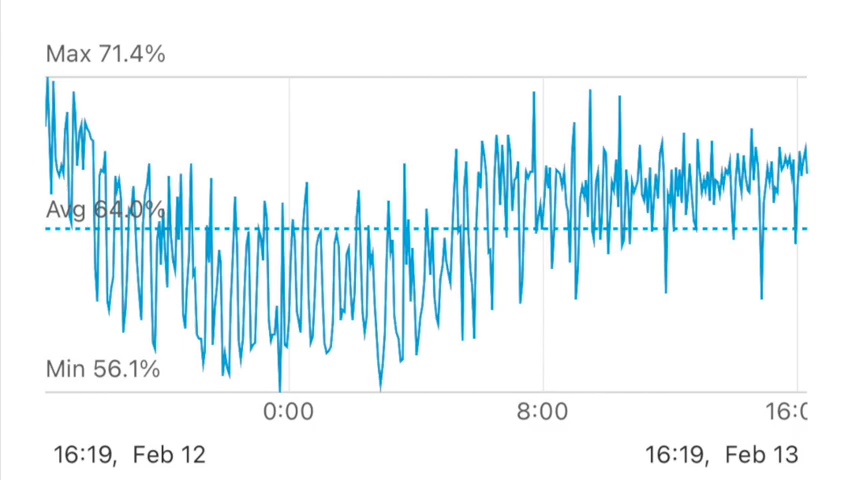 Max 71.4%
Avg 64.0%
Min 56.1%
0:00 8:00 16:0
16:19, Feb 12 16:19, Feb 13